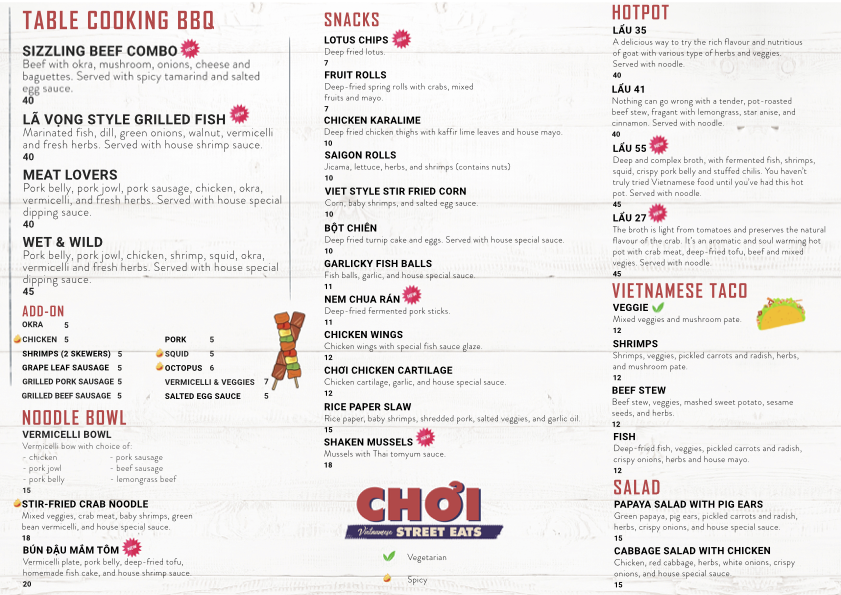 TABLE COOKING BBQ
SIZZLING BEEF COMBO NEW
Beef with okra, mushroom, onions, cheese and
baguettes. Served with spicy tamarind and salted
egg sauce.
40
LÃ VỌNG STYLE GRILLED FISH NEW
Marinated fish, dill, green onions, walnut, vermicelli
and fresh herbs. Served with house shrimp sauce.
40
MEAT LOVERS
Pork belly, pork jowl, pork sausage, chicken, okra,
vermicelli, and fresh herbs. Served with house special
dipping sauce.
40
WET & WILD
Pork belly, pork jowl, chicken, shrimp, squid, okra,
vermicelli and fresh herbs. Served with house special
dipping sauce.
45
ADD-ON
OKRA 5
CHICKEN 5
SHRIMPS (2 SKEWERS) 5
GRAPE LEAF SAUSAGE 5
GRILLED PORK SAUSAGE 5
GRILLED BEEF SAUSAGE 5
PORK 5
SQUID 5
OCTOPUS 6
VERMICELLI & VEGGIES 7
SALTED EGG SAUCE 5
NOODLE BOWL
VERMICELLI BOWL
Vermicelli bow with choice of:
- chicken
- pork jowl
- pork belly
- pork sausage
- beef sausage
- lemongrass beef
15
STIR-FRIED CRAB NOODLE
Mixed veggies, crab meat, baby shrimps, green
bean vermicelli, and house special sauce.
18
BÚN ĐẬU MẮM TÔM NEW
Vermicelli plate, pork belly, deep-fried tofu,
homemade fish cake, and house shrimp sauce.
20
SNACKS
LOTUS CHIPS NEW
Deep fried lotus.
7
FRUIT ROLLS
Deep-fried spring rolls with crabs, mixed
fruits and mayo.
7
CHICKEN KARALIME
Deep fried chicken thighs with kaffir lime leaves and house mayo.
10
SAIGON ROLLS
Jicama, lettuce, herbs, and shrimps (contains nuts)
10
VIET STYLE STIR FRIED CORN
Corn, baby shrimps, and salted egg sauce.
10
BỘT CHIÊN
Deep fried turnip cake and eggs. Served with house special sauce.
10
GARLICKY FISH BALLS
Fish balls, garlic, and house special sauce.
11
NEM CHUA RÁN NEW
Deep-fried fermented pork sticks.
11
CHICKEN WINGS
Chicken wings with special fish sauce glaze.
12
CHƠI CHICKEN CARTILAGE
Chicken cartilage, garlic, and house special sauce.
12
RICE PAPER SLAW
Rice paper, baby shrimps, shredded pork, salted veggies, and garlic oil.
15
SHAKEN MUSSELS NEW
Mussels with Thai tomyum sauce.
18
CHƠI
Vietnamese STREET EATS
Vegetarian
Spicy
HOTPOT
LẨU 35
A delicious way to try the rich flavour and nutritious
of goat with various type of herbs and veggies.
Served with noodle.
40
LẨU 41
Nothing can go wrong with a tender, pot-roasted
beef stew, fragant with lemongrass, star anise, and
cinnamon. Served with noodle.
40
LẨU 55 NEW
Deep and complex broth, with fermented fish, shrimps,
squid, crispy pork belly and stuffed chilis. You haven't
truly tried Vietnamese food until you've had this hot
pot. Served with noodle.
45
LẨU 27 NEW
The broth is light from tomatoes and preserves the natural
flavour of the crab. It's an aromatic and soul warming hot
pot with crab meat, deep-fried tofu, beef and mixed
vegies. Served with noodle.
45
VIETNAMESE TACO
VEGGIE
Mixed veggies and mushroom pate.
12
SHRIMPS
Shrimps, veggies, pickled carrots and radish, herbs,
and mushroom pate.
12
BEEF STEW
Beef stew, veggies, mashed sweet potato, sesame
seeds, and herbs.
12
FISH
Deep-fried fish, veggies, pickled carrots and radish,
crispy onions, herbs and house mayo.
12
SALAD
PAPAYA SALAD WITH PIG EARS
Green papaya, pig ears, pickled carrots and radish,
herbs, crispy onions, and house special sauce.
15
CABBAGE SALAD WITH CHICKEN
Chicken, red cabbage, herbs, white onions, crispy
onions, and house special sauce
15